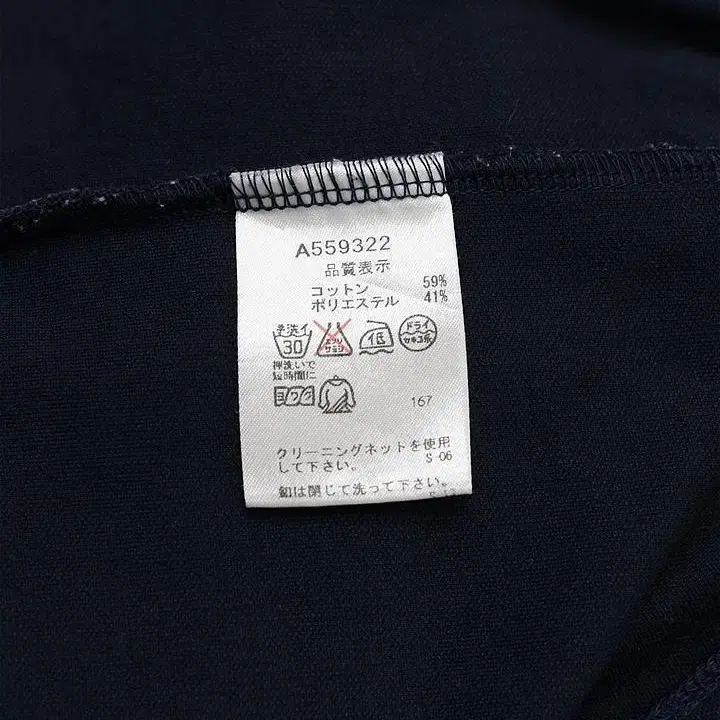 A559322
品質表示
コットン 59%
ポリエステル 41%
手洗イ エンソサラシ 低 ドライ
30 セキユ系
押洗いで
短時間に
ヨワク
167
クリーニングネットを使用
して下さい。 S-06
釦は閉じて洗って下さい。